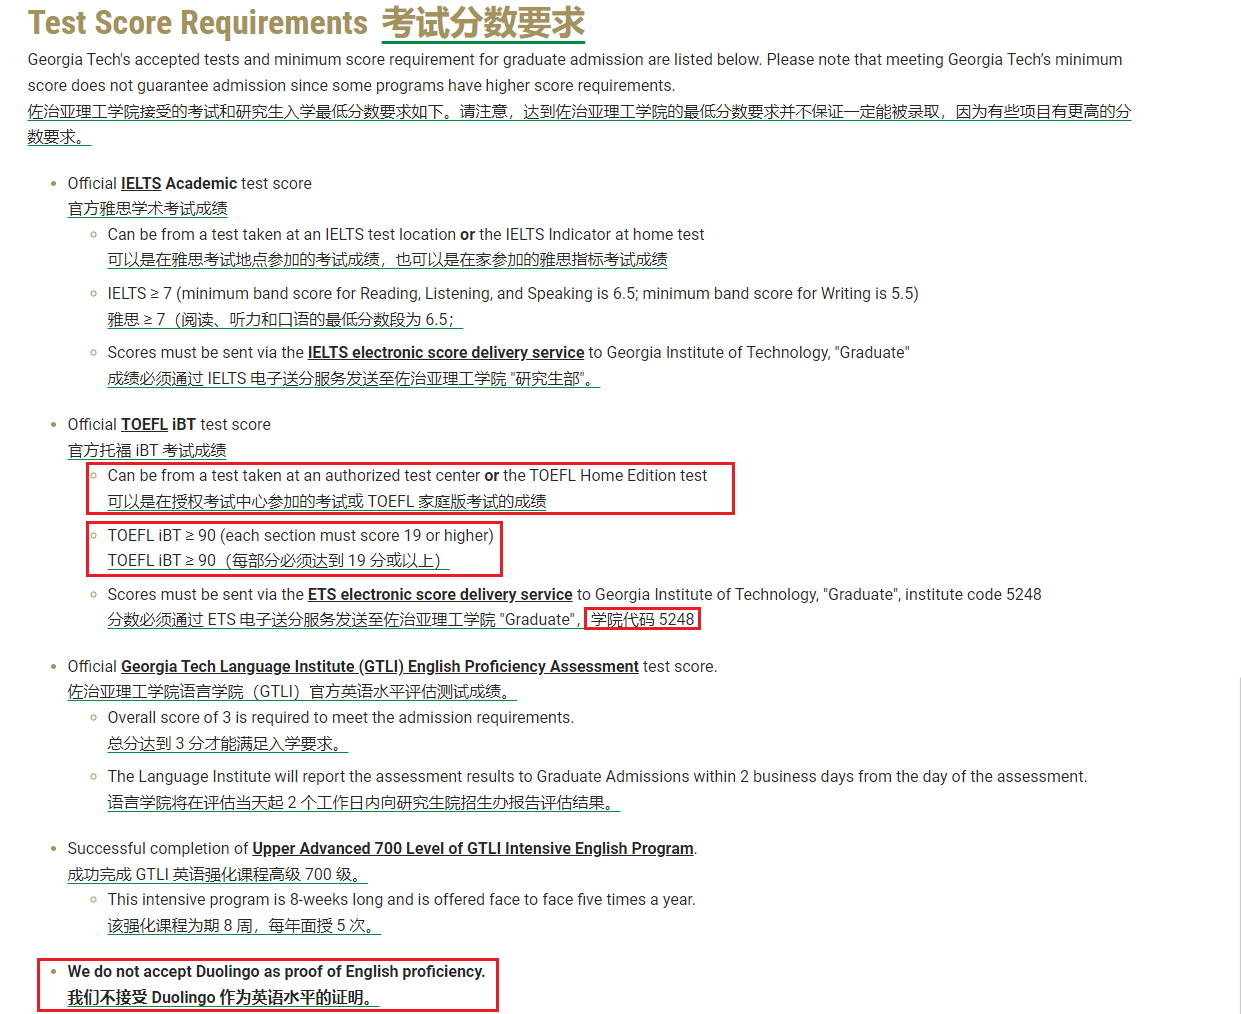 Test Score Requirements 考试分数要求
Georgia Tech's accepted tests and minimum score requirement for graduate admission are listed below. Please note that meeting Georgia Tech’s minimum
score does not guarantee admission since some programs have higher score requirements.
佐治亚理工学院接受的考试和研究生入学最低分数要求如下。请注意，达到佐治亚理工学院的最低分数要求并不保证一定能被录取，因为有些项目有更高的分
数要求。
Official IELTS Academic test score
官方雅思学术考试成绩
Can be from a test taken at an IELTS test location or the IELTS Indicator at home test
可以是在雅思考试地点参加的考试成绩，也可以是在家参加的雅思指标考试成绩
IELTS ≥ 7 (minimum band score for Reading, Listening, and Speaking is 6.5; minimum band score for Writing is 5.5)
雅思 ≥ 7（阅读、听力和口语的最低分数段为 6.5；
Scores must be sent via the IELTS electronic score delivery service to Georgia Institute of Technology, "Graduate"
成绩必须通过 IELTS 电子送分服务发送至佐治亚理工学院 "研究生部"。
Official TOEFL iBT test score
官方托福 iBT 考试成绩
Can be from a test taken at an authorized test center or the TOEFL Home Edition test
可以是在授权考试中心参加的考试或 TOEFL 家庭版考试的成绩
TOEFL iBT ≥ 90 (each section must score 19 or higher)
TOEFL iBT ≥ 90（每部分必须达到 19 分或以上）
Scores must be sent via the ETS electronic score delivery service to Georgia Institute of Technology, "Graduate", institute code 5248
分数必须通过 ETS 电子送分服务发送至佐治亚理工学院 "Graduate"，学院代码 5248
Official Georgia Tech Language Institute (GTLI) English Proficiency Assessment test score.
佐治亚理工学院语言学院（GTLI）官方英语水平评估测试成绩。
Overall score of 3 is required to meet the admission requirements.
总分达到 3 分才能满足入学要求。
The Language Institute will report the assessment results to Graduate Admissions within 2 business days from the day of the assessment.
语言学院将在评估当天起 2 个工作日内向研究生院招生办报告评估结果。
Successful completion of Upper Advanced 700 Level of GTLI Intensive English Program.
成功完成 GTLI 英语强化课程高级 700 级。
This intensive program is 8-weeks long and is offered face to face five times a year.
该强化课程为期 8 周，每年面授 5 次。
We do not accept Duolingo as proof of English proficiency.
我们不接受 Duolingo 作为英语水平的证明。